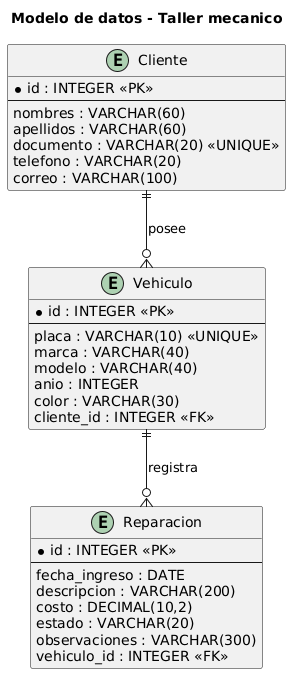 Modelo de datos - Taller mecanico
E Cliente
* id : INTEGER «PK»
nombres : VARCHAR(60)
apellidos : VARCHAR(60)
documento : VARCHAR(20) «UNIQUE»
telefono : VARCHAR(20)
correo : VARCHAR(100)
posee
E Vehiculo
* id : INTEGER «PK»
placa : VARCHAR(10) «UNIQUE»
marca : VARCHAR(40)
modelo : VARCHAR(40)
anio : INTEGER
color : VARCHAR(30)
cliente_id : INTEGER «FK»
registra
E Reparacion
* id : INTEGER «PK»
fecha_ingreso : DATE
descripcion : VARCHAR(200)
costo : DECIMAL(10,2)
estado : VARCHAR(20)
observaciones : VARCHAR(300)
vehiculo_id : INTEGER «FK»